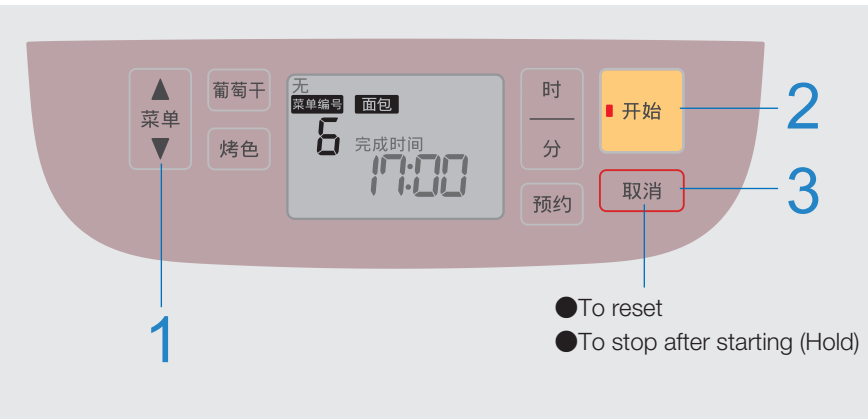 ▲
菜单
▼
葡萄干
烤色
无
菜单编号 面包
6
完成时间
17:00
时
分
预约
开始
取消
1
2
3
●To reset
●To stop after starting (Hold)